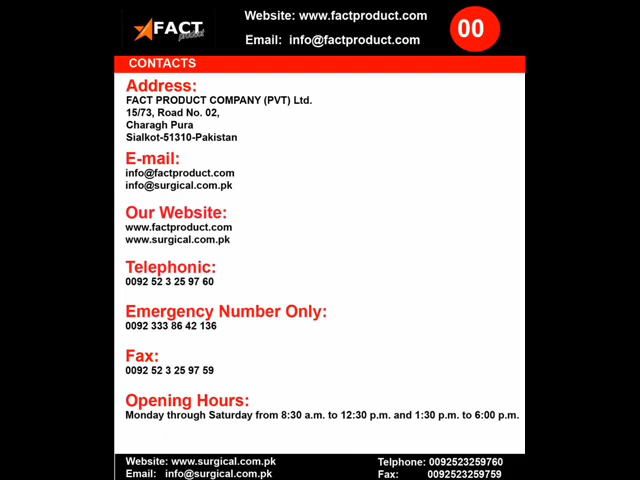 FACT
product
Website: www.factproduct.com
Email: info@factproduct.com
00
CONTACTS
Address:
FACT PRODUCT COMPANY (PVT) Ltd.
15/73, Road No. 02,
Charagh Pura
Sialkot-51310-Pakistan
E-mail:
info@factproduct.com
info@surgical.com.pk
Our Website:
www.factproduct.com
www.surgical.com.pk
Telephonic:
0092 52 3 25 97 60
Emergency Number Only:
0092 333 86 42 136
Fax:
0092 52 3 25 97 59
Opening Hours:
Monday through Saturday from 8:30 a.m. to 12:30 p.m. and 1:30 p.m. to 6:00 p.m.
Website: www.surgical.com.pk
Email: info@surgical.com.pk
Telphone: 0092523259760
Fax: 0092523259759